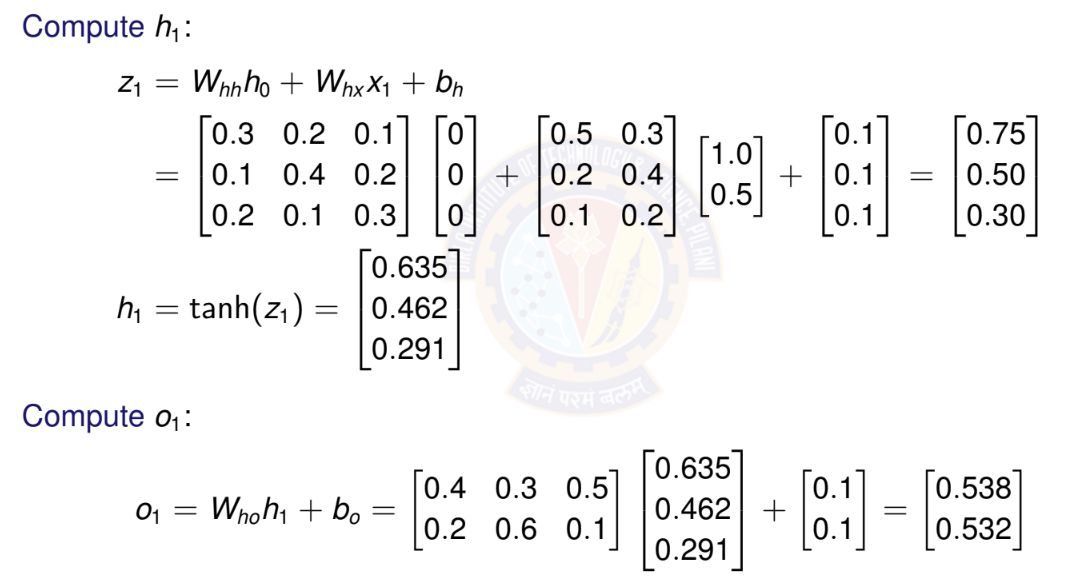 Compute h₁:
z₁ = W_hh h₀ + W_hx x₁ + b_h
= [0.3 0.2 0.1; 0.1 0.4 0.2; 0.2 0.1 0.3] [0; 0; 0] + [0.5 0.3; 0.2 0.4; 0.1 0.2] [1.0; 0.5] + [0.1; 0.1; 0.1] = [0.75; 0.50; 0.30]
h₁ = tanh(z₁) = [0.635; 0.462; 0.291]
ज्ञानं परमं बलम्
Compute o₁:
o₁ = W_ho h₁ + b_o = [0.4 0.3 0.5; 0.2 0.6 0.1] [0.635; 0.462; 0.291] + [0.1; 0.1] = [0.538; 0.532]